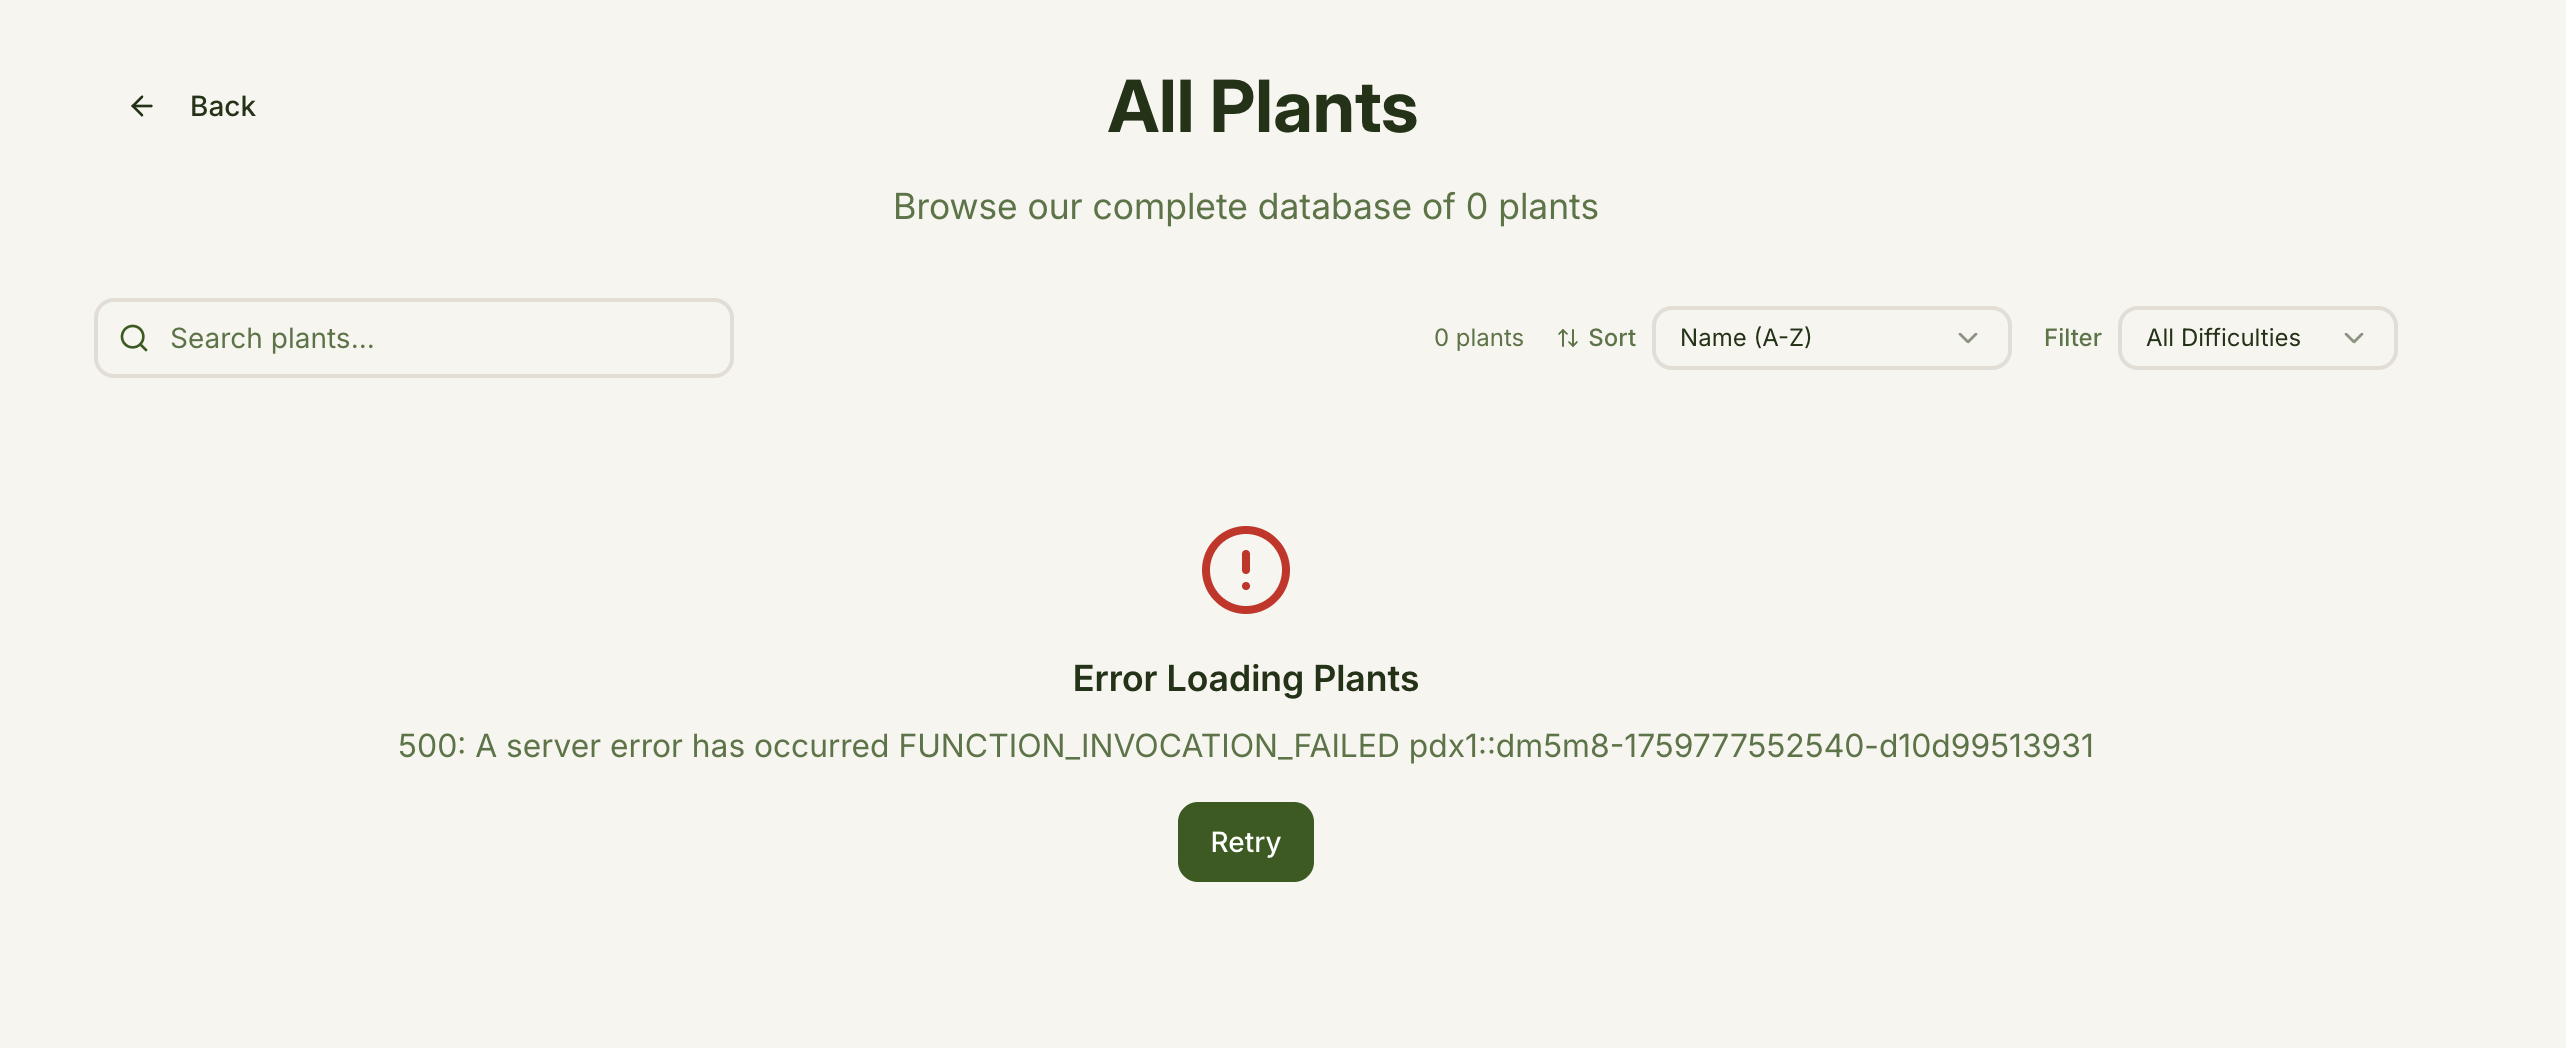 Back
All Plants
Browse our complete database of 0 plants
Search plants...
0 plants
Sort
Name (A-Z)
Filter
All Difficulties
Error Loading Plants
500: A server error has occurred FUNCTION_INVOCATION_FAILED pdx1::dm5m8-1759777552540-d10d99513931
Retry